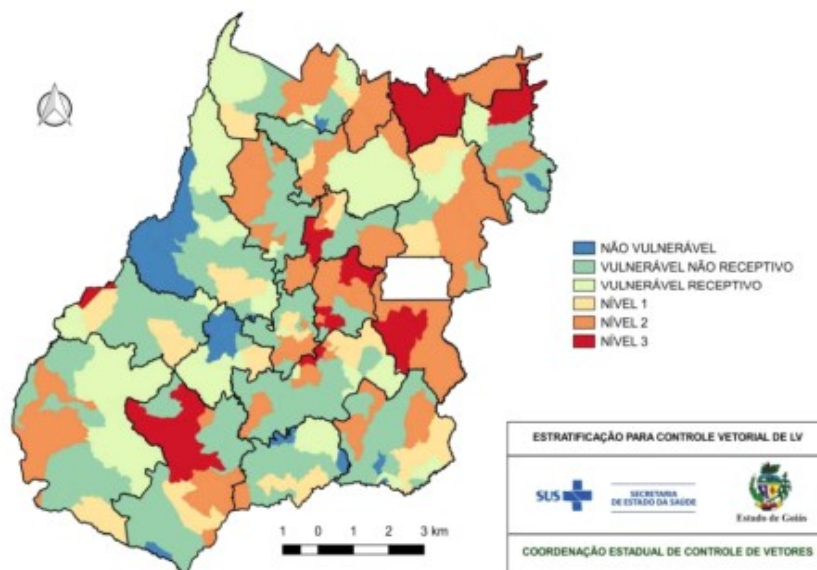 NÃO VULNERÁVEL
VULNERÁVEL NÃO RECEPTIVO
VULNERÁVEL RECEPTIVO
NÍVEL 1
NÍVEL 2
NÍVEL 3
ESTRATIFICAÇÃO PARA CONTROLE VETORIAL DE LV
SUS
SECRETARIA
DE ESTADO DA SAÚDE
Estado de Goiás
1 0 1 2 3 km
COORDENAÇÃO ESTADUAL DE CONTROLE DE VETORES